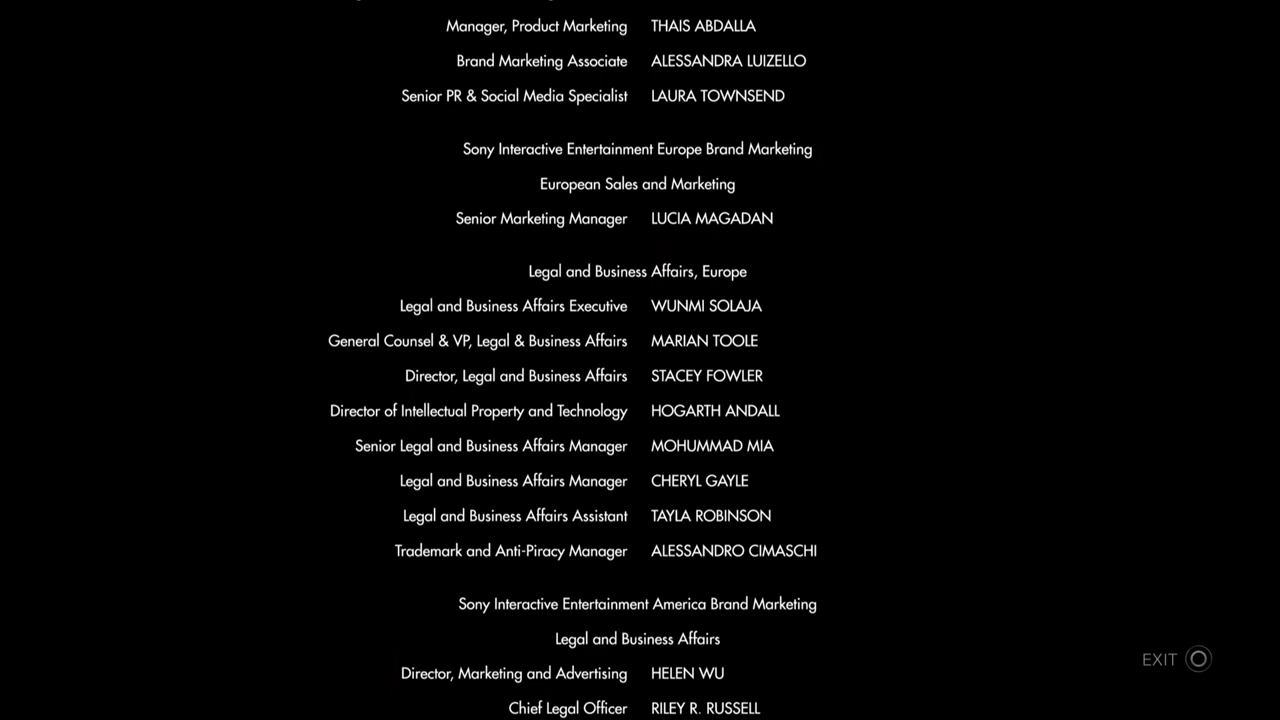 Manager, Product Marketing THAIS ABDALLA
Brand Marketing Associate ALESSANDRA LUIZELLO
Senior PR & Social Media Specialist LAURA TOWNSEND
Sony Interactive Entertainment Europe Brand Marketing
European Sales and Marketing
Senior Marketing Manager LUCIA MAGADAN
Legal and Business Affairs, Europe
Legal and Business Affairs Executive WUNMI SOLAJA
General Counsel & VP, Legal & Business Affairs MARIAN TOOLE
Director, Legal and Business Affairs STACEY FOWLER
Director of Intellectual Property and Technology HOGARTH ANDALL
Senior Legal and Business Affairs Manager MOHUMMAD MIA
Legal and Business Affairs Manager CHERYL GAYLE
Legal and Business Affairs Assistant TAYLA ROBINSON
Trademark and Anti-Piracy Manager ALESSANDRO CIMASCHI
Sony Interactive Entertainment America Brand Marketing
Legal and Business Affairs
Director, Marketing and Advertising HELEN WU
Chief Legal Officer RILEY R. RUSSELL
EXIT